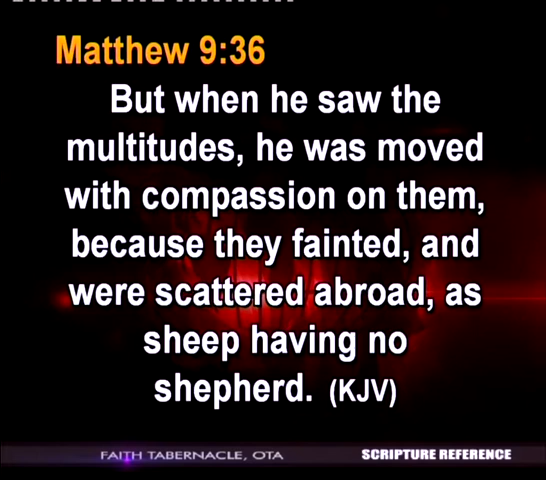 Matthew 9:36
But when he saw the
multitudes, he was moved
with compassion on them,
because they fainted, and
were scattered abroad, as
sheep having no
shepherd. (KJV)
FAITH TABERNACLE, OTA
SCRIPTURE REFERENCE